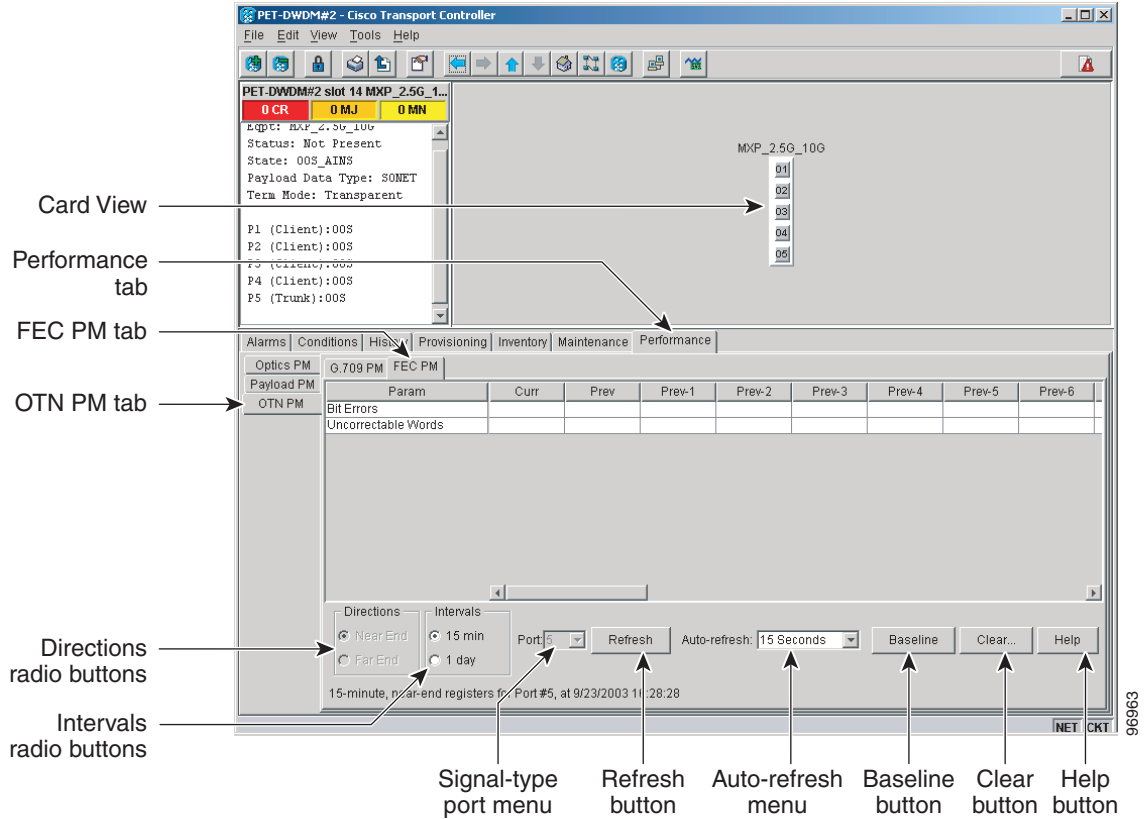 PET-DWDM#2 - Cisco Transport Controller
File Edit View Tools Help
PET-DWDM#2 slot 14 MXP_2.5G_1...
0 CR 0 MJ 0 MN
Eqpt: MXP_2.5G_10G
Status: Not Present
State: OOS_AINS
Payload Data Type: SONET
Term Mode: Transparent
P1 (Client):OOS
P2 (Client):OOS
P3 (Client):OOS
P4 (Client):OOS
P5 (Trunk):OOS
MXP_2.5G_10G
01
02
03
04
05
Card View
Performance
tab
FEC PM tab
OTN PM tab
Alarms Conditions History Provisioning Inventory Maintenance Performance
Optics PM
Payload PM
OTN PM
G.709 PM FEC PM
Param Curr Prev Prev-1 Prev-2 Prev-3 Prev-4 Prev-5 Prev-6
Bit Errors
Uncorrectable Words
Directions Intervals
Near End 15 min
Far End 1 day
Port: 5 Refresh Auto-refresh: 15 Seconds Baseline Clear... Help
15-minute, near-end registers for Port #5, at 9/23/2003 16:28:28
NET CKT
Directions
radio buttons
Intervals
radio buttons
Signal-type
port menu
Refresh
button
Auto-refresh
menu
Baseline
button
Clear
button
Help
button
96963